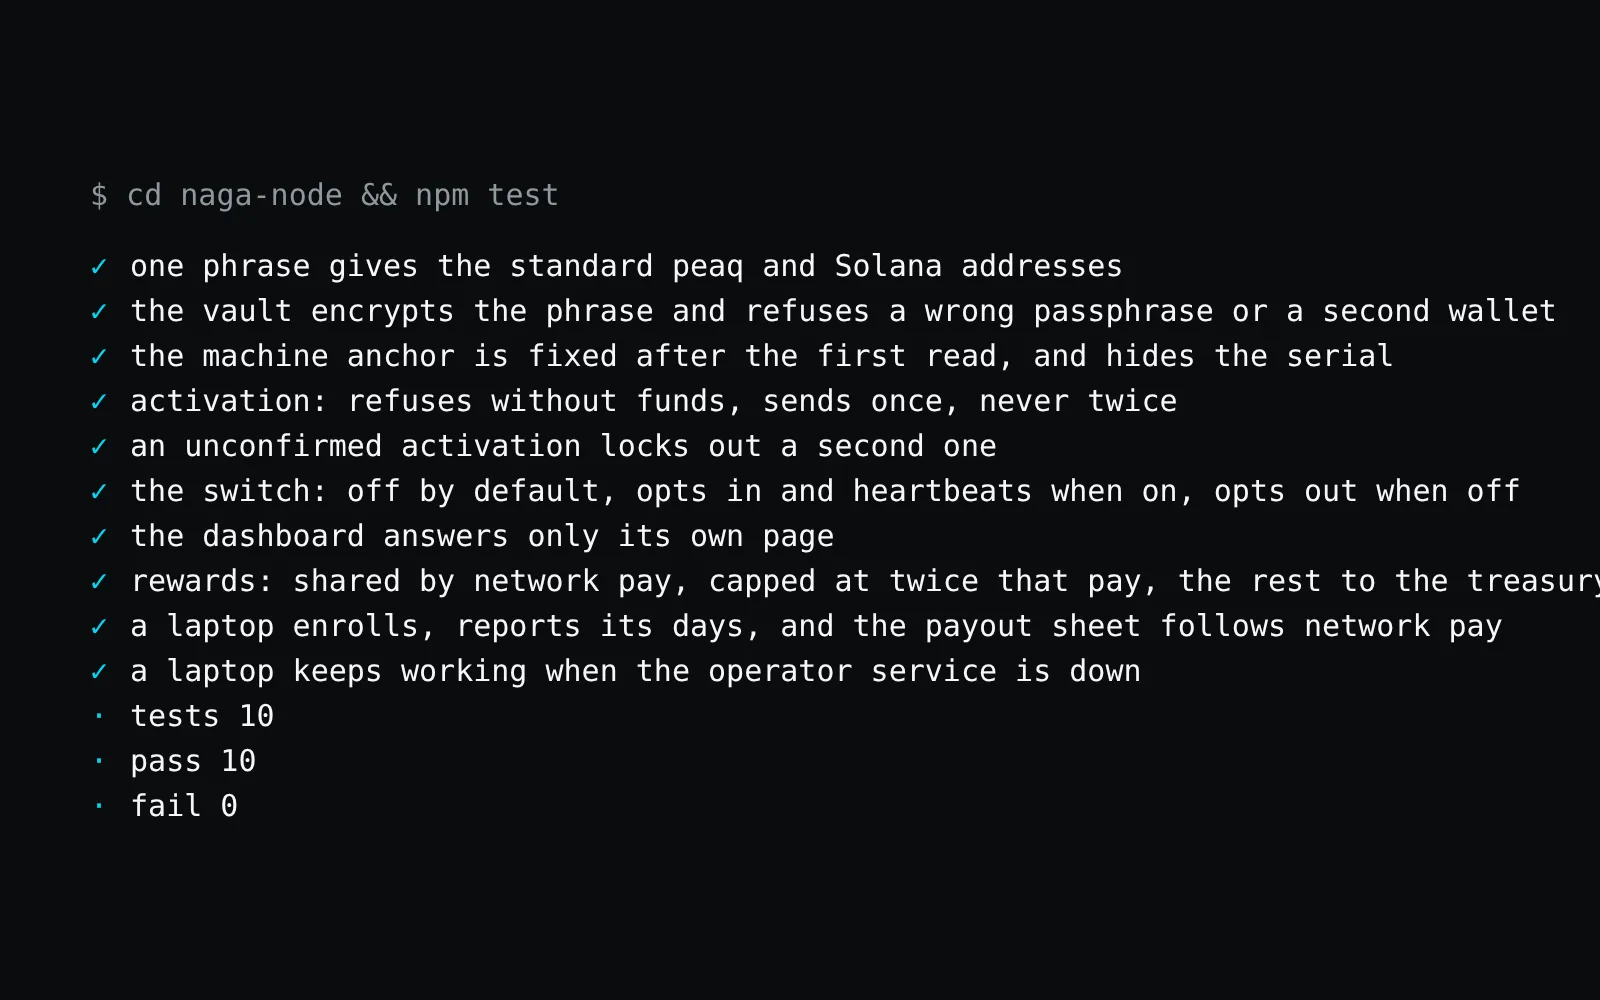 $ cd naga-node && npm test
✓ one phrase gives the standard peaq and Solana addresses
✓ the vault encrypts the phrase and refuses a wrong passphrase or a second wallet
✓ the machine anchor is fixed after the first read, and hides the serial
✓ activation: refuses without funds, sends once, never twice
✓ an unconfirmed activation locks out a second one
✓ the switch: off by default, opts in and heartbeats when on, opts out when off
✓ the dashboard answers only its own page
✓ rewards: shared by network pay, capped at twice that pay, the rest to the treasury
✓ a laptop enrolls, reports its days, and the payout sheet follows network pay
✓ a laptop keeps working when the operator service is down
· tests 10
· pass 10
· fail 0